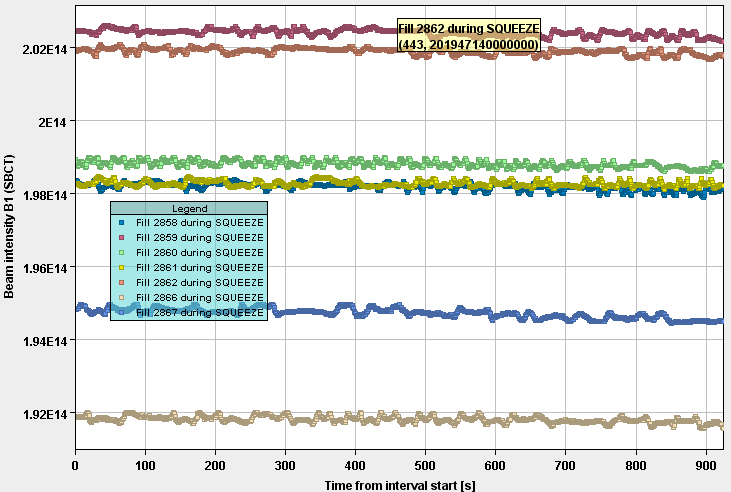 Fill 2862 during SQUEEZE
(443, 201947140000000)
2.02E14
2E14
1.98E14
1.96E14
1.94E14
1.92E14
Beam intensity B1 (SBCT)
Legend
Fill 2858 during SQUEEZE
Fill 2859 during SQUEEZE
Fill 2860 during SQUEEZE
Fill 2861 during SQUEEZE
Fill 2862 during SQUEEZE
Fill 2866 during SQUEEZE
Fill 2867 during SQUEEZE
0 100 200 300 400 500 600 700 800 900
Time from interval start [s]